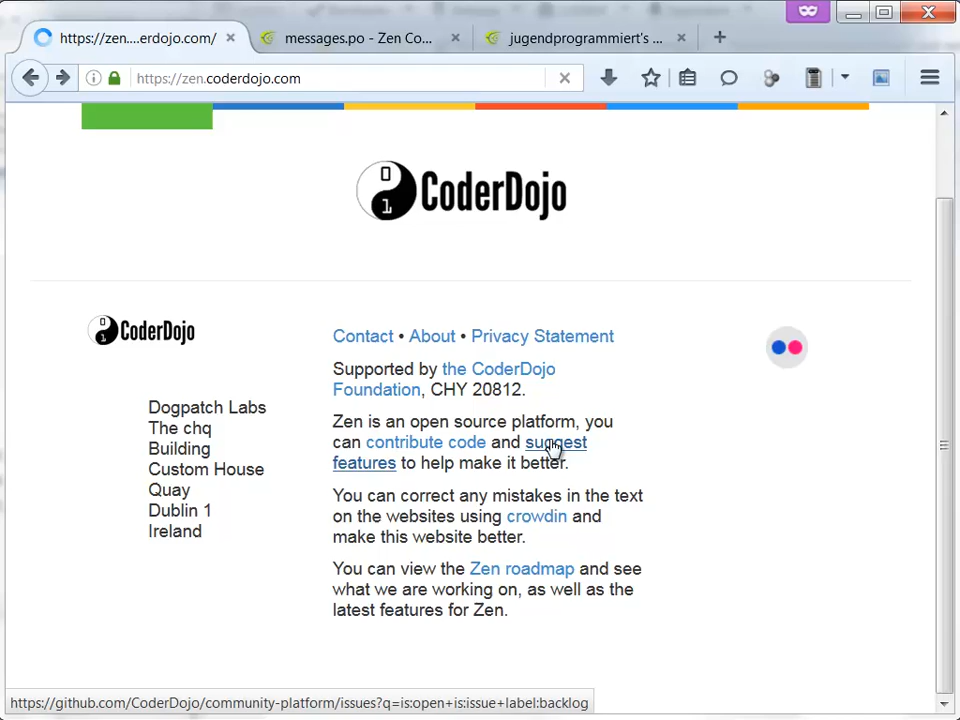 https://zen....erdojo.com/
messages.po - Zen Co...
jugendprogrammiert's ...
https://zen.coderdojo.com
0
1
CoderDojo
0
1
CoderDojo
Dogpatch Labs
The chq
Building
Custom House
Quay
Dublin 1
Ireland
Contact • About • Privacy Statement
Supported by the CoderDojo
Foundation, CHY 20812.
Zen is an open source platform, you
can contribute code and suggest
features to help make it better.
You can correct any mistakes in the text
on the websites using crowdin and
make this website better.
You can view the Zen roadmap and see
what we are working on, as well as the
latest features for Zen.
https://github.com/CoderDojo/community-platform/issues?q=is:open+is:issue+label:backlog